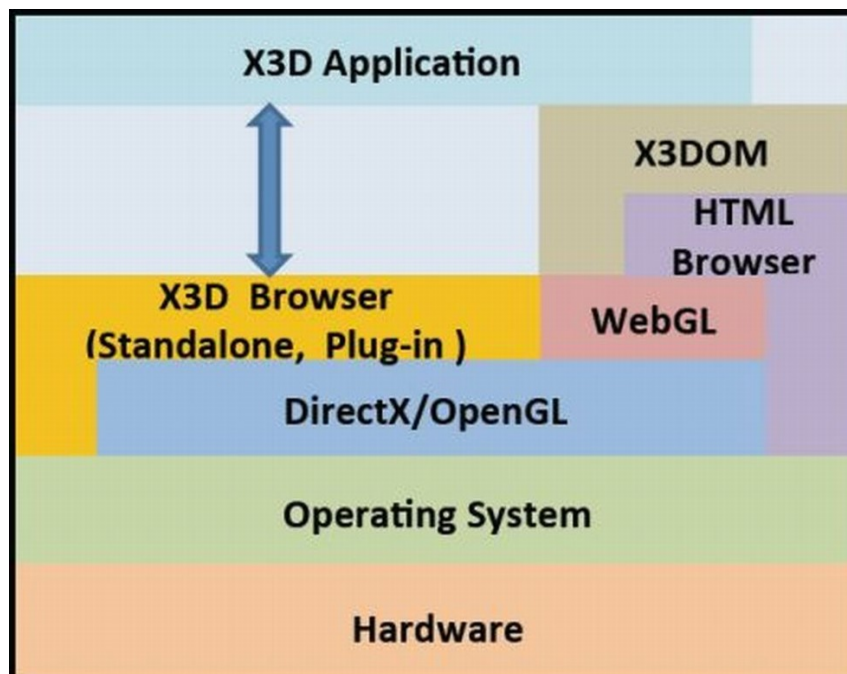 X3D Application
X3DOM
HTML
Browser
X3D Browser
(Standalone, Plug-in )
WebGL
DirectX/OpenGL
Operating System
Hardware